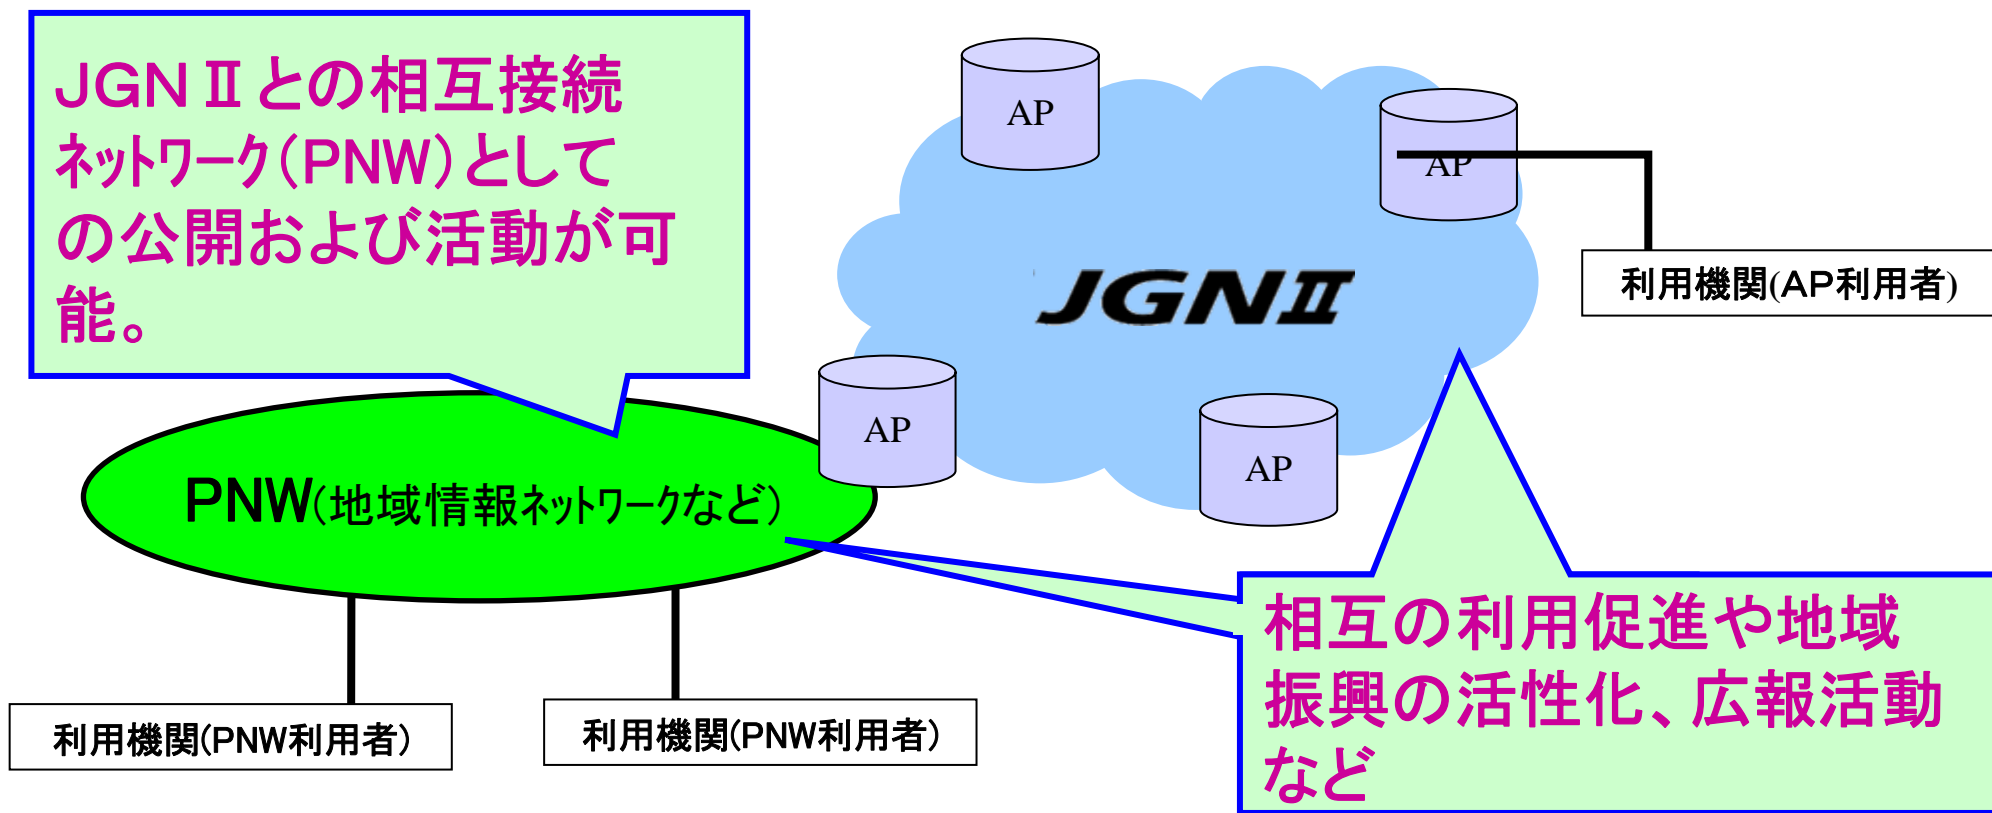 JGNⅡとの相互接続
ネットワーク(PNW)として
の公開および活動が可
能。
AP
AP
JGNⅡ
利用機関(AP利用者)
AP
AP
PNW(地域情報ネットワークなど)
相互の利用促進や地域
振興の活性化、広報活動
など
利用機関(PNW利用者)
利用機関(PNW利用者)